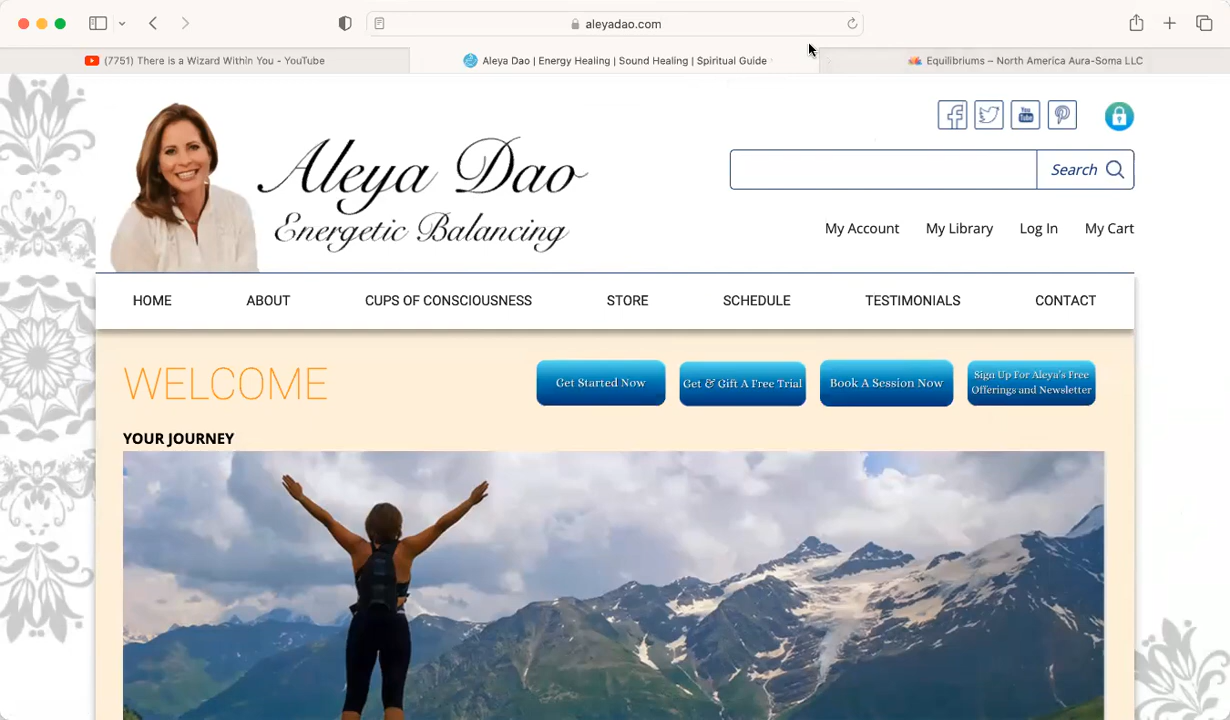 aleyadao.com
(7751) There is a Wizard Within You - YouTube
Aleya Dao | Energy Healing | Sound Healing | Spiritual Guide
Equilibriums – North America Aura-Soma LLC
Aleya Dao
Energetic Balancing
You Tube
Search
My Account My Library Log In My Cart
HOME ABOUT CUPS OF CONSCIOUSNESS STORE SCHEDULE TESTIMONIALS CONTACT
WELCOME
Get Started Now
Get & Gift A Free Trial
Book A Session Now
Sign Up For Aleya's Free
Offerings and Newsletter
YOUR JOURNEY